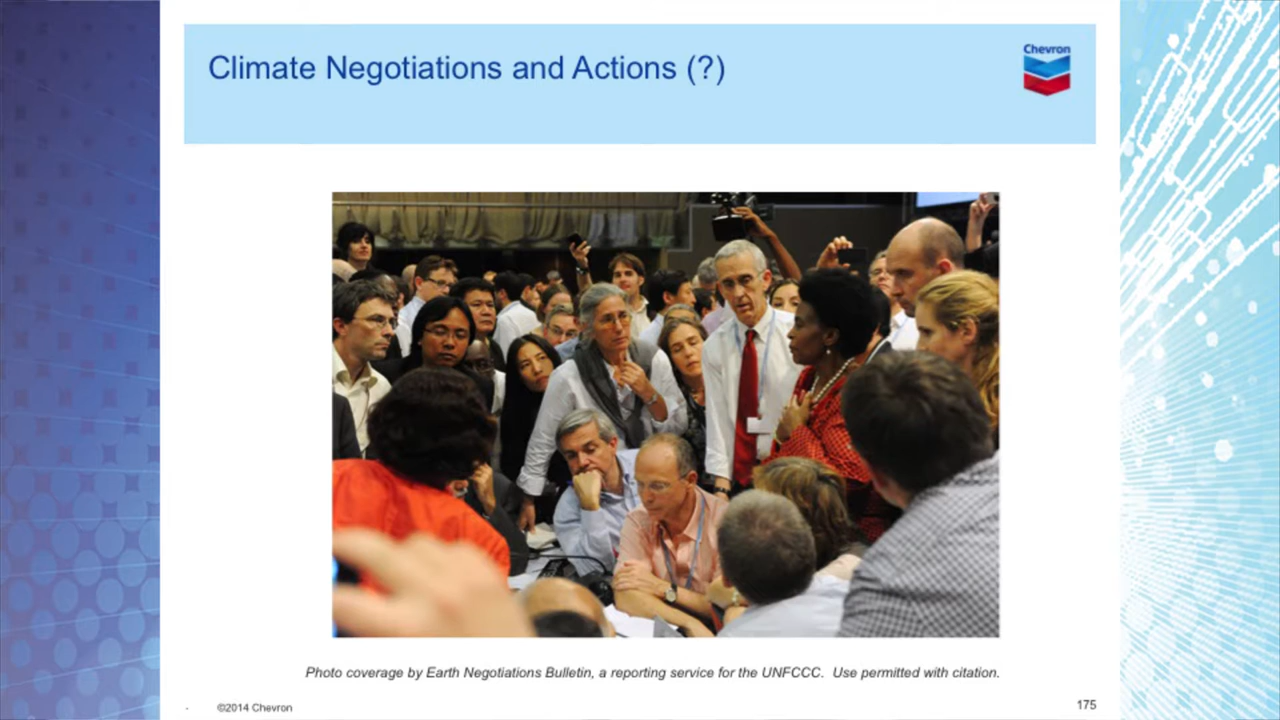 Climate Negotiations and Actions (?)
Chevron
Photo coverage by Earth Negotiations Bulletin, a reporting service for the UNFCCC. Use permitted with citation.
©2014 Chevron
175